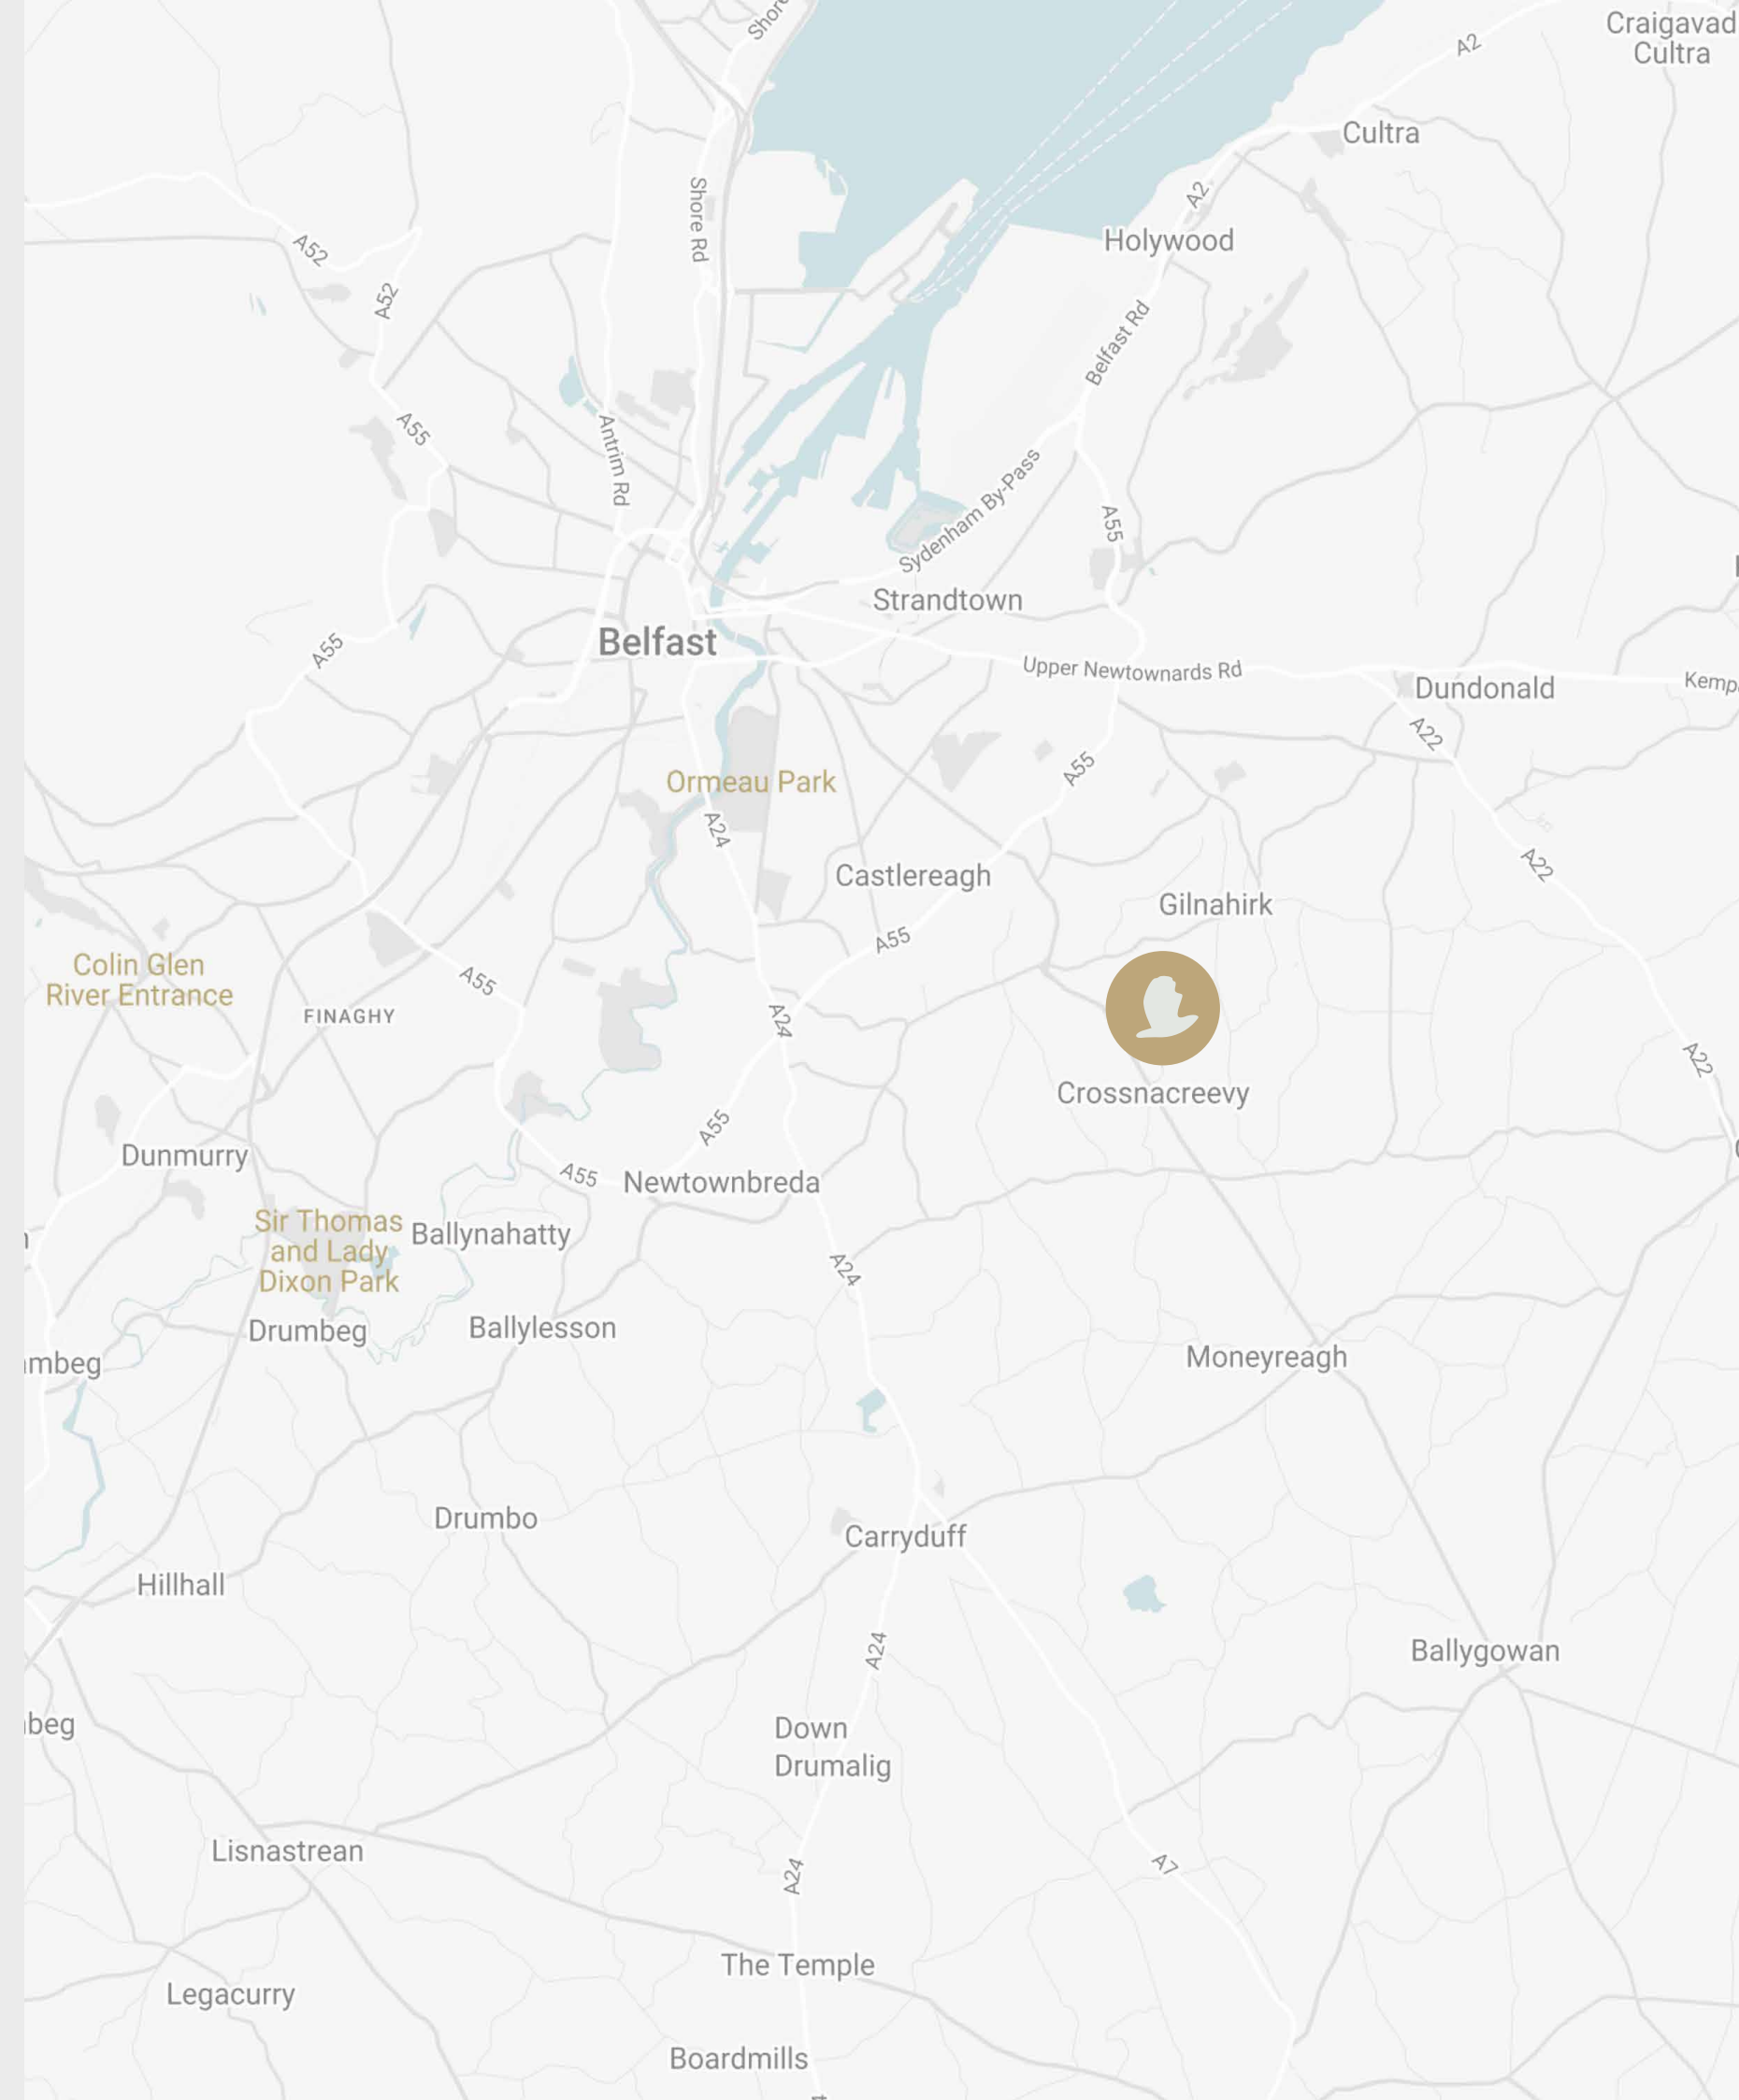 Shore
Craigavad
Cultra
A2
Cultra
Shore Rd
A2
A52
Holywood
A52
Belfast Rd
A55
Antrim Rd
Sydenham By-Pass
A55
Strandtown
Belfast
A55
Upper Newtownards Rd
Dundonald
Kemp
A22
A55
Ormeau Park
A24
A22
Castlereagh
Gilnahirk
A55
Colin Glen
River Entrance
A55
FINAGHY
A24
A22
Crossnacreevy
A55
Dunmurry
A55
Newtownbreda
Sir Thomas
and Lady
Dixon Park
Ballynahatty
A24
Drumbeg
Ballylesson
Moneyreagh
mbeg
Drumbo
Carryduff
Hillhall
A24
Ballygowan
beg
Down
Drumalig
Lisnastrean
A24
A7
The Temple
Legacurry
Boardmills